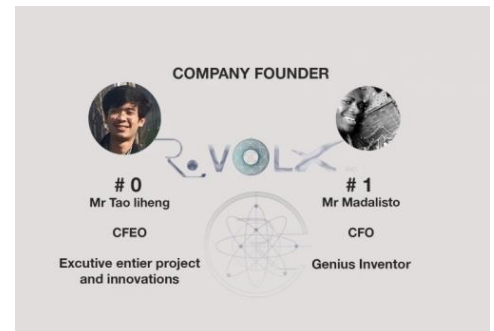 COMPANY FOUNDER
R.VOLX
# 0
Mr Tao liheng
CFEO
Excutive entier project
and innovations
# 1
Mr Madalisto
CFO
Genius Inventor